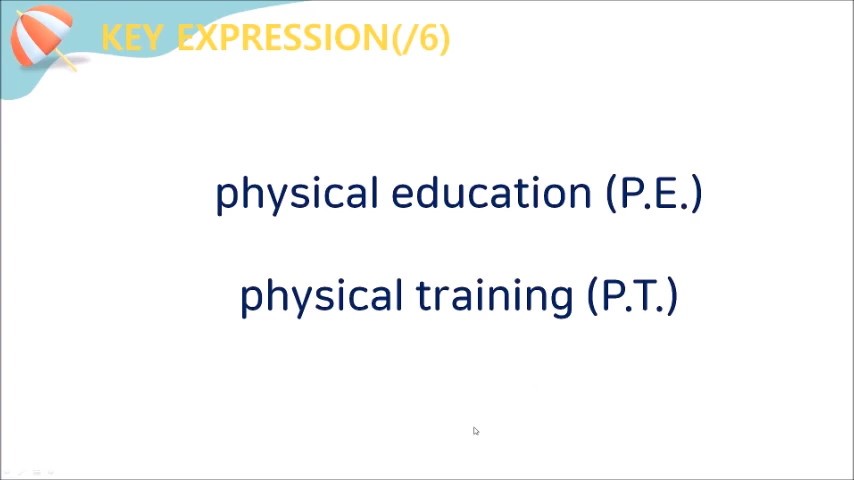 KEY EXPRESSION(/6)
physical education (P.E.)
physical training (P.T.)